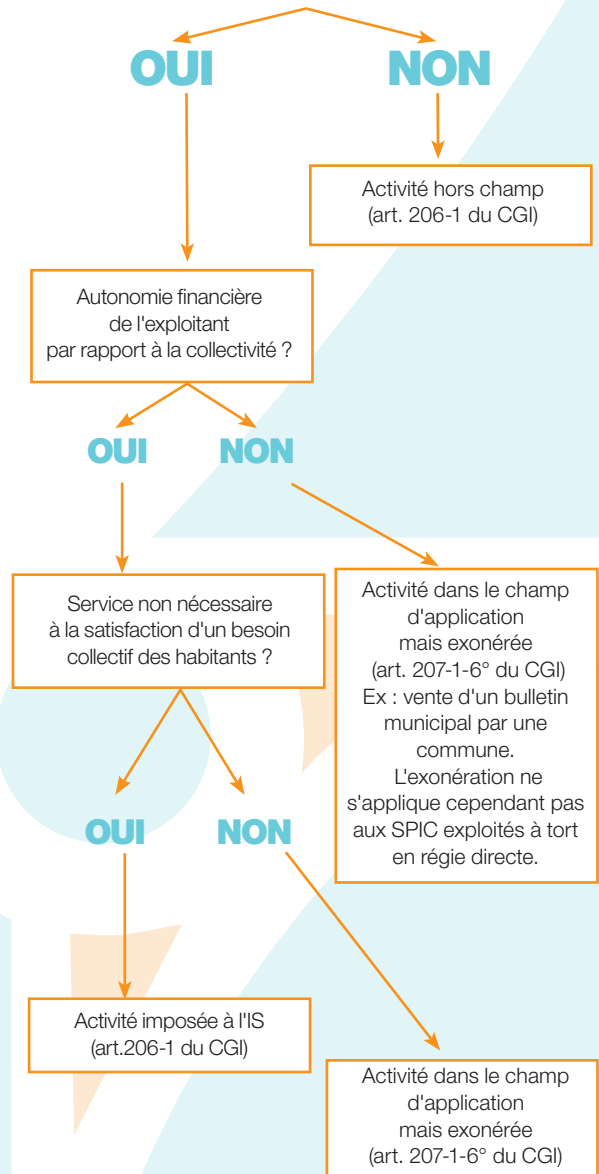 OUI
NON
Activité hors champ
(art. 206-1 du CGI)
Autonomie financière
de l'exploitant
par rapport à la collectivité ?
OUI
NON
Service non nécessaire
à la satisfaction d'un besoin
collectif des habitants ?
Activité dans le champ
d'application
mais exonérée
(art. 207-1-6° du CGI)
Ex : vente d'un bulletin
municipal par une
commune.
L'exonération ne
s'applique cependant pas
aux SPIC exploités à tort
en régie directe.
OUI
NON
Activité imposée à l'IS
(art.206-1 du CGI)
Activité dans le champ
d'application
mais exonérée
(art. 207-1-6° du CGI)